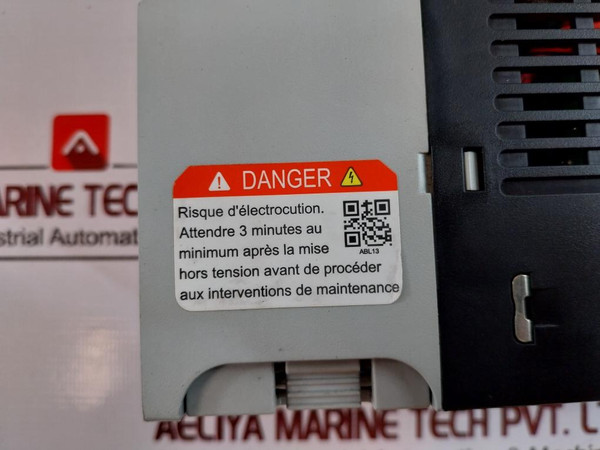 DANGER
Risque d'électrocution.
Attendre 3 minutes au
minimum après la mise
hors tension avant de procéder
aux interventions de maintenance
ABL13
ARINE TEC
strial Automat
AELIYA MARINE TECH PVT. L